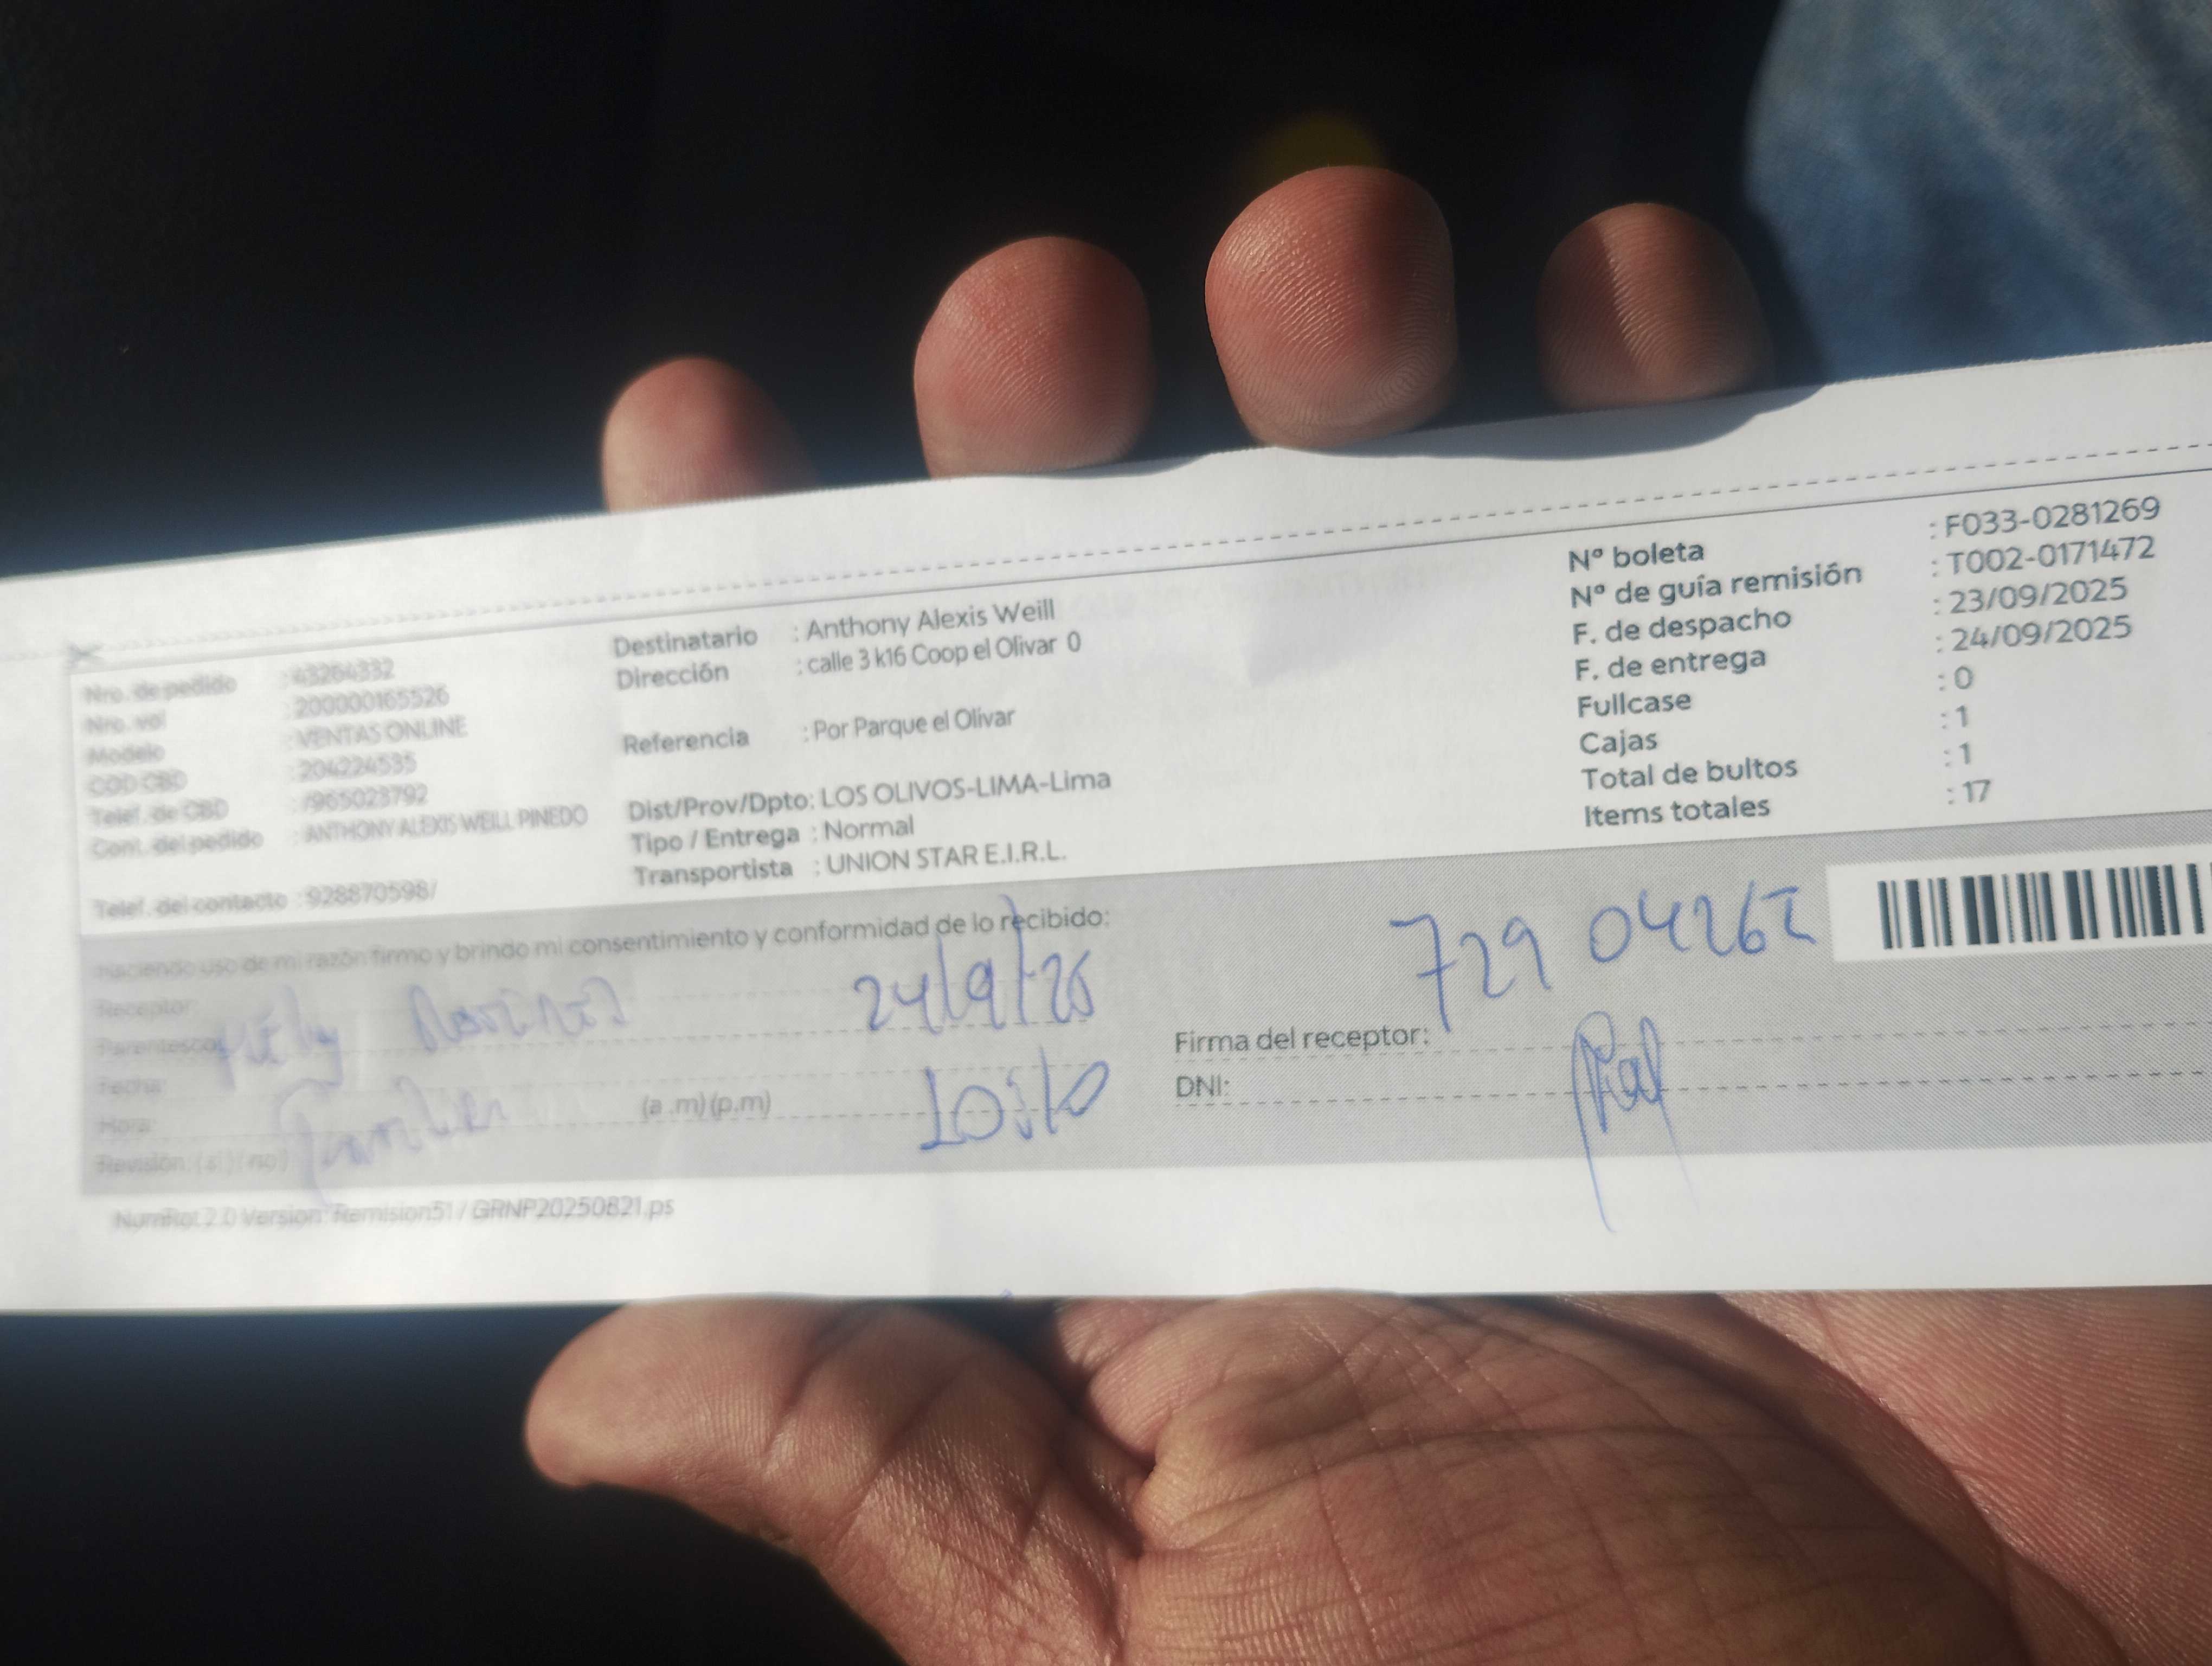 Nro. de pedido : 43264332
Nro. vol : 200000165526
Modelo : VENTAS ONLINE
COD CBD : 204224535
Telef. de CBD : /965023792
Cont. del pedido : ANTHONY ALEXIS WEILL PINEDO
Telef. del contacto : 928870598/
Destinatario : Anthony Alexis Weill
Dirección : calle 3 k16 Coop el Olivar 0
Referencia : Por Parque el Olivar
Dist/Prov/Dpto: LOS OLIVOS-LIMA-Lima
Tipo / Entrega : Normal
Transportista : UNION STAR E.I.R.L.
Nº boleta : F033-0281269
Nº de guía remisión : T002-0171472
F. de despacho : 23/09/2025
F. de entrega : 24/09/2025
Fullcase : 0
Cajas : 1
Total de bultos : 1
Items totales : 17
Haciendo uso de mi razón firmo y brindo mi consentimiento y conformidad de lo recibido:
Receptor:
Parentesco:
24/9/25
Fecha:
Hora: (a .m) (p.m)
Revisión: (si) (no)
Firma del receptor:
DNI:
NumRot 2.0 Version: Remision51 / GRNP20250821.ps